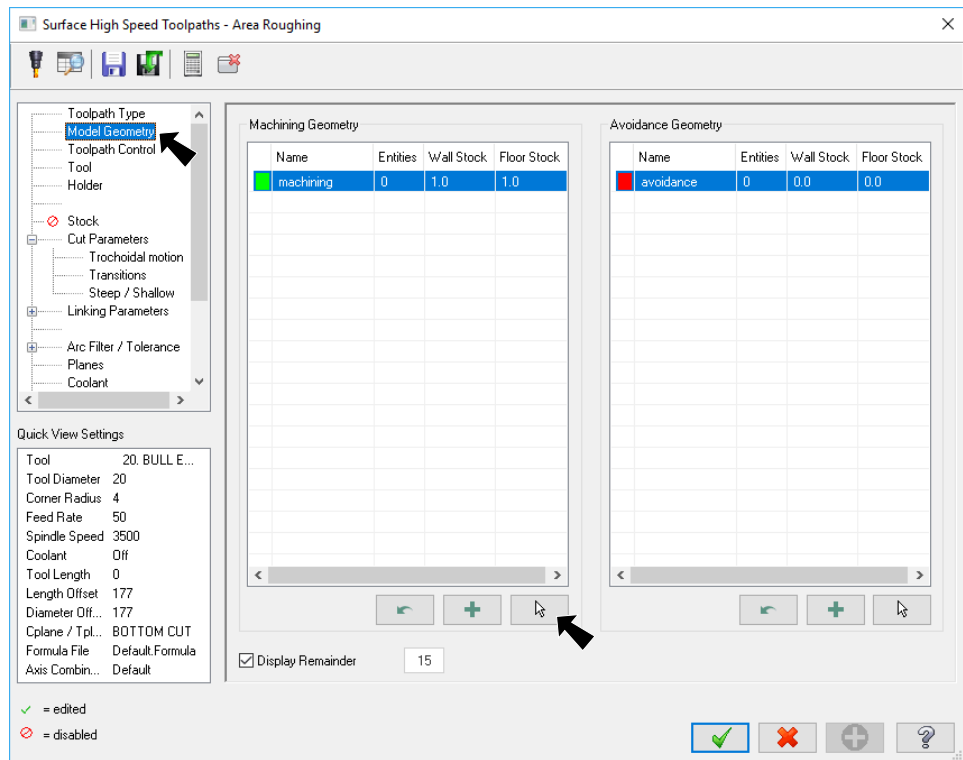 Surface High Speed Toolpaths - Area Roughing
Toolpath Type
Model Geometry
Toolpath Control
Tool
Holder
Stock
Cut Parameters
Trochoidal motion
Transitions
Steep / Shallow
Linking Parameters
Arc Filter / Tolerance
Planes
Coolant
Quick View Settings
Tool 20. BULL E...
Tool Diameter 20
Corner Radius 4
Feed Rate 50
Spindle Speed 3500
Coolant Off
Tool Length 0
Length Offset 177
Diameter Off... 177
Cplane / Tpl... BOTTOM CUT
Formula File Default.Formula
Axis Combin... Default
= edited
= disabled
Machining Geometry
Name Entities Wall Stock Floor Stock
machining 0 1.0 1.0
Display Remainder 15
Avoidance Geometry
Name Entities Wall Stock Floor Stock
avoidance 0 0.0 0.0